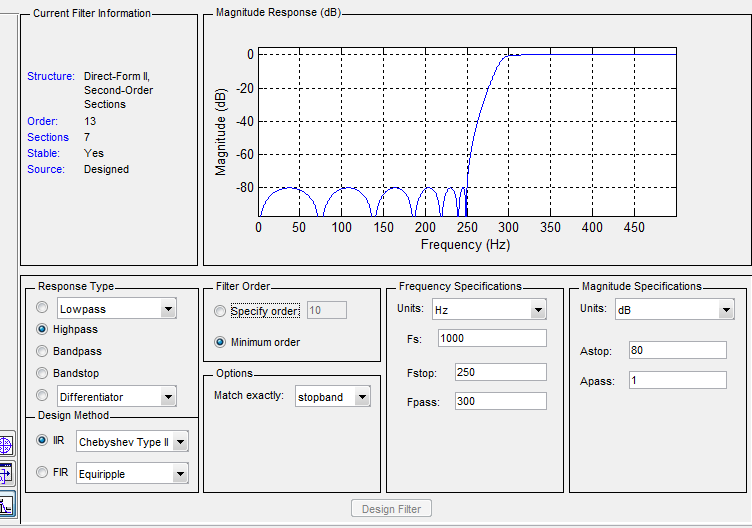 Current Filter Information
Structure: Direct-Form II,
Second-Order
Sections
Order: 13
Sections 7
Stable: Yes
Source: Designed
Magnitude Response (dB)
0
-20
-40
-60
-80
Magnitude (dB)
0 50 100 150 200 250 300 350 400 450
Frequency (Hz)
Response Type
Lowpass
Highpass
Bandpass
Bandstop
Differentiator
Design Method
IIR Chebyshev Type II
FIR Equiripple
Filter Order
Specify order: 10
Minimum order
Options
Match exactly: stopband
Frequency Specifications
Units: Hz
Fs: 1000
Fstop: 250
Fpass: 300
Magnitude Specifications
Units: dB
Astop: 80
Apass: 1
Design Filter